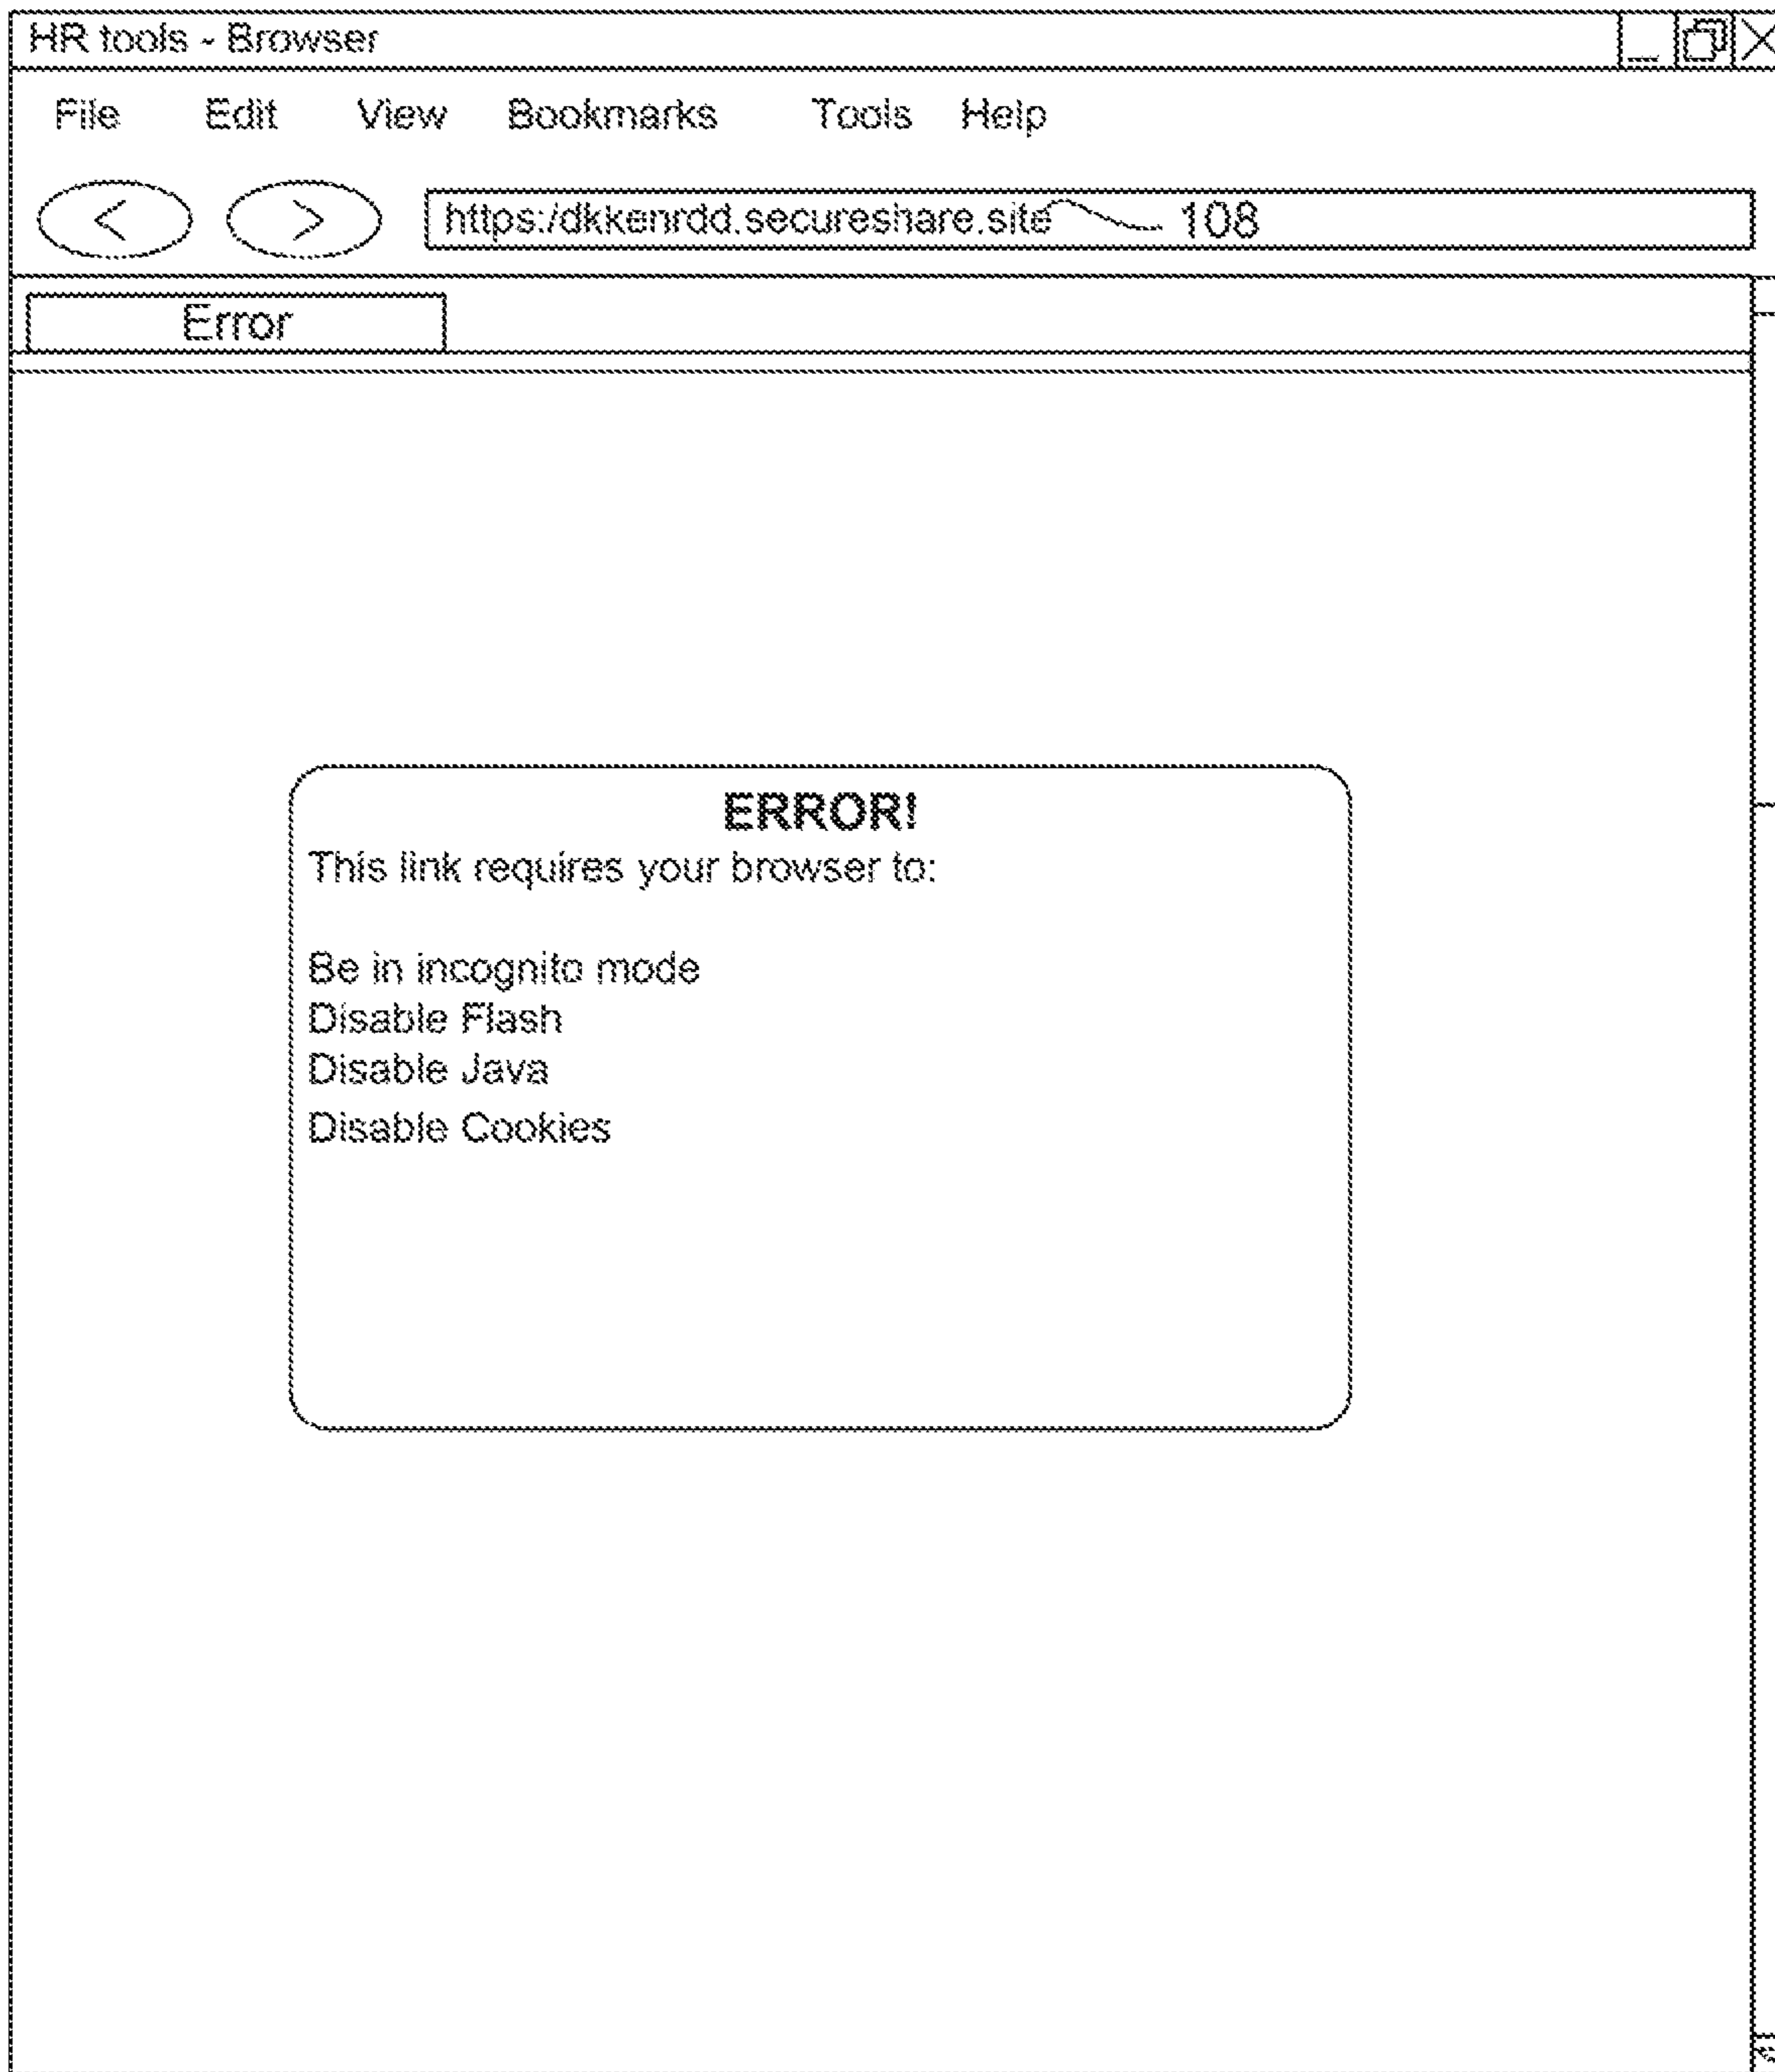 HR tools - Browser
File Edit View Bookmarks Tools Help
< > https:/dkkenrdd.secureshare.site 108
Error
ERROR!
This link requires your browser to:
Be in incognito mode
Disable Flash
Disable Java
Disable Cookies